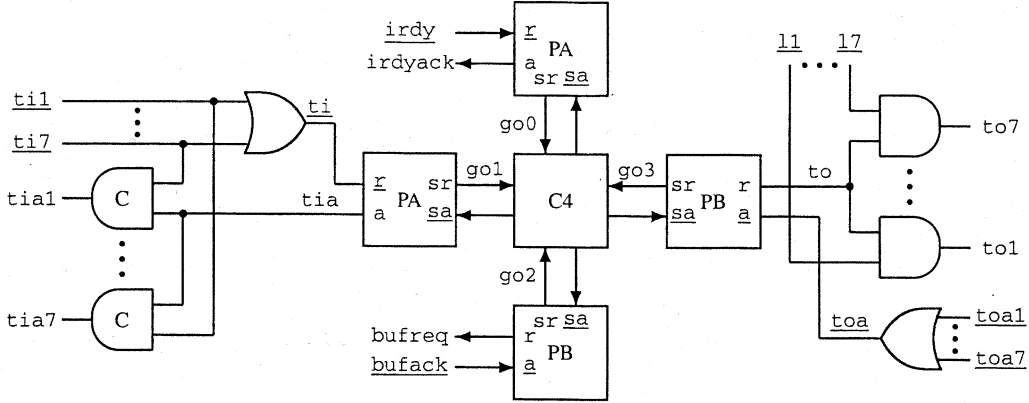 irdy r PA
irdyack a
sr sa
l1 l7
ti1 ti
ti7
go0
to7
tia1 C
tia
r sr
a PA sa
go1
C4
go3
sr PB r
sa a
to
to1
go2
tia7 C
bufreq r sr sa
bufack a PB
toa
toa1
toa7